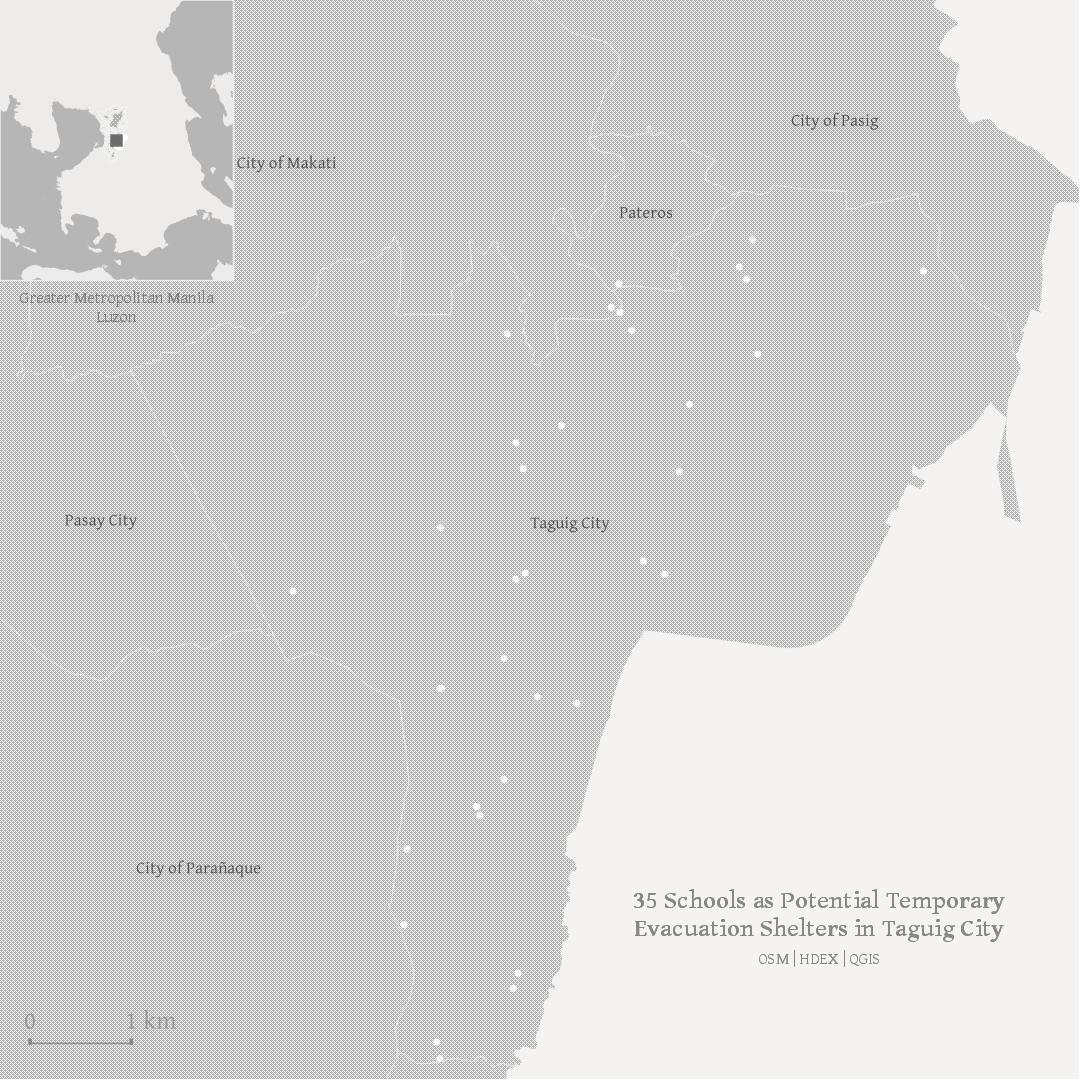 City of Pasig
City of Makati
Pateros
Greater Metropolitan Manila
Luzon
Pasay City
Taguig City
City of Parañaque
35 Schools as Potential Temporary
Evacuation Shelters in Taguig City
OSM | HDEX | QGIS
0 1 km